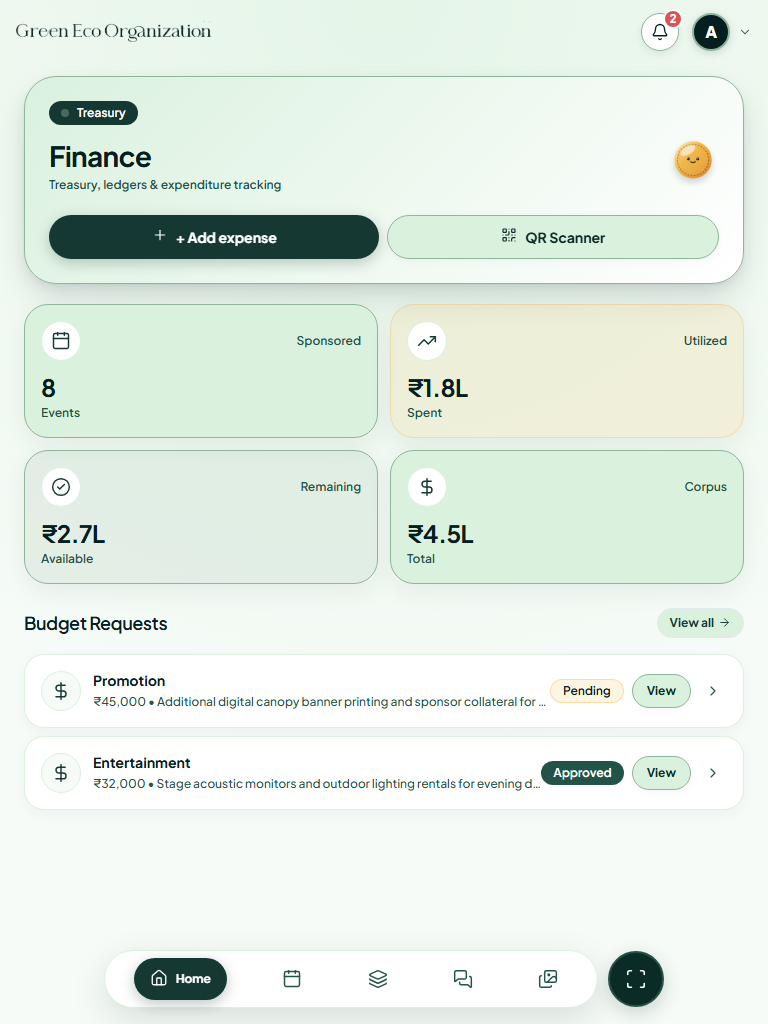 Green Eco Organization
2
A
Treasury
Finance
Treasury, ledgers & expenditure tracking
+ Add expense
QR Scanner
Sponsored
8
Events
Utilized
₹1.8L
Spent
Remaining
₹2.7L
Available
Corpus
₹4.5L
Total
Budget Requests
View all →
Promotion
₹45,000 • Additional digital canopy banner printing and sponsor collateral for ...
Pending
View
Entertainment
₹32,000 • Stage acoustic monitors and outdoor lighting rentals for evening d...
Approved
View
Home